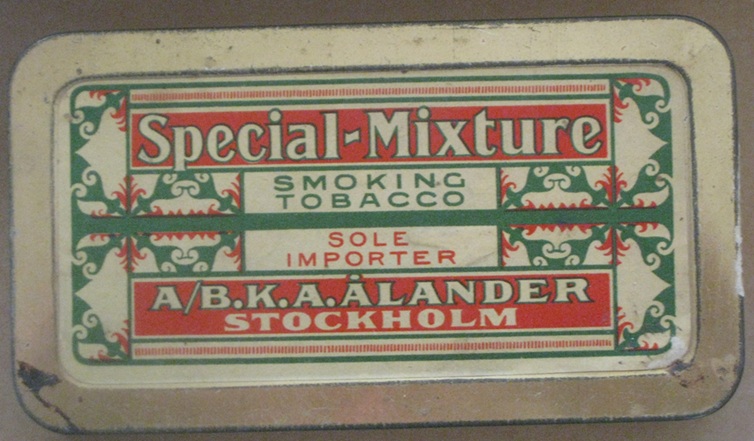 Special-Mixture
SMOKING
TOBACCO
SOLE
IMPORTER
A/B.K.A.ÅLANDER
STOCKHOLM